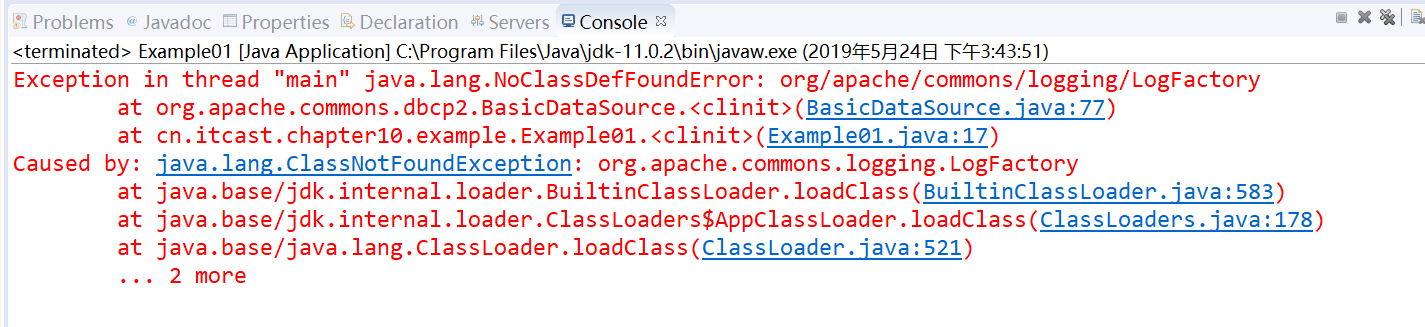 Problems @ Javadoc Properties Declaration Servers Console
<terminated> Example01 [Java Application] C:\Program Files\Java\jdk-11.0.2\bin\javaw.exe (2019年5月24日 下午3:43:51)
Exception in thread "main" java.lang.NoClassDefFoundError: org/apache/commons/logging/LogFactory
at org.apache.commons.dbcp2.BasicDataSource.<clinit>(BasicDataSource.java:77)
at cn.itcast.chapter10.example.Example01.<clinit>(Example01.java:17)
Caused by: java.lang.ClassNotFoundException: org.apache.commons.logging.LogFactory
at java.base/jdk.internal.loader.BuiltinClassLoader.loadClass(BuiltinClassLoader.java:583)
at java.base/jdk.internal.loader.ClassLoaders$AppClassLoader.loadClass(ClassLoaders.java:178)
at java.base/java.lang.ClassLoader.loadClass(ClassLoader.java:521)
... 2 more